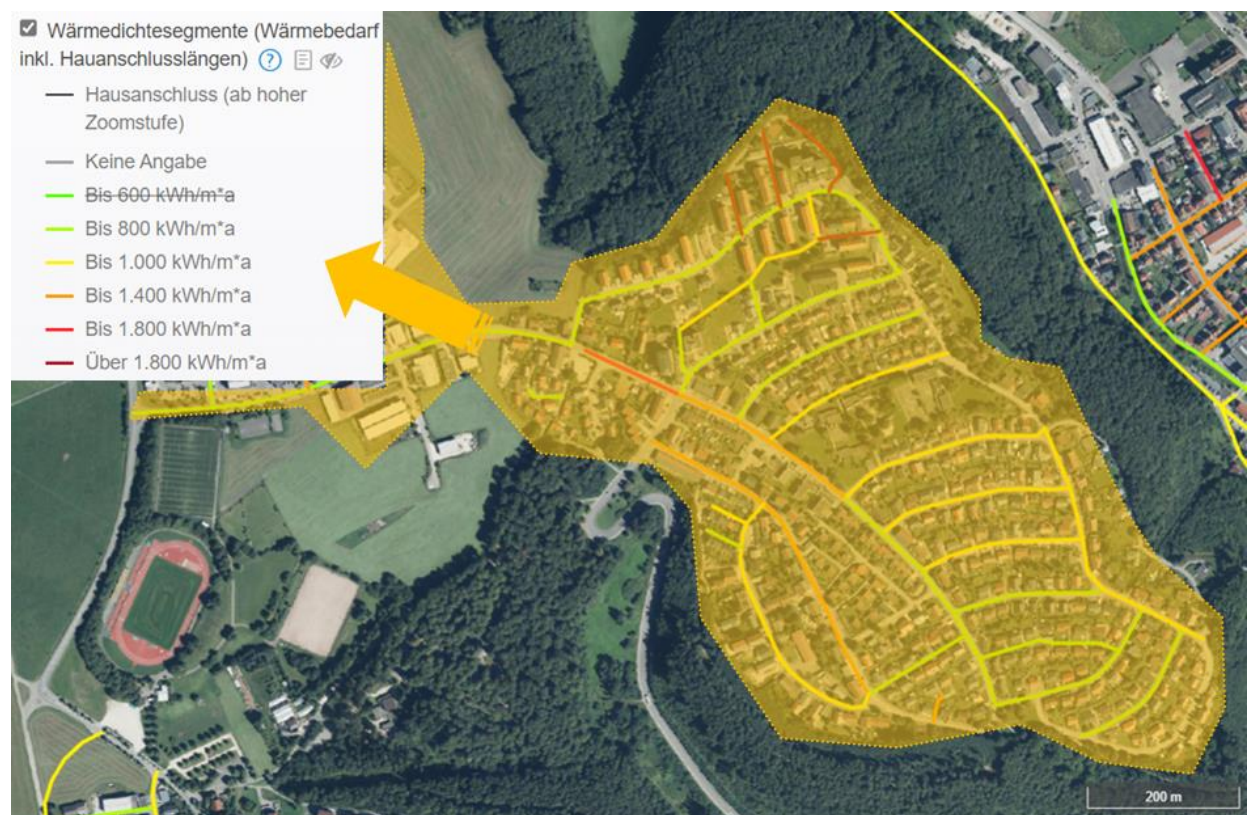 Wärmedichtesegmente (Wärmebedarf
inkl. Hauanschlusslängen) ?
Hausanschluss (ab hoher
Zoomstufe)
Keine Angabe
Bis 600 kWh/m*a
Bis 800 kWh/m*a
Bis 1.000 kWh/m*a
Bis 1.400 kWh/m*a
Bis 1.800 kWh/m*a
Über 1.800 kWh/m*a
200 m